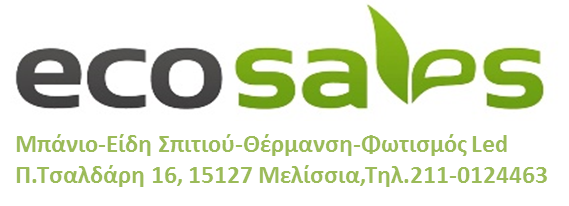 ecosales
Μπάνιο-Είδη Σπιτιού-Θέρμανση-Φωτισμός Led
Π.Τσαλδάρη 16, 15127 Μελίσσια,Τηλ.211-0124463